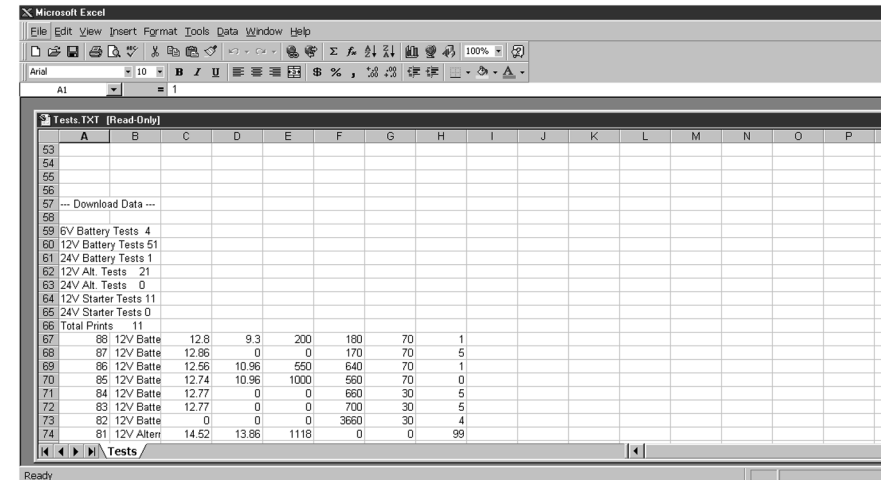 Microsoft Excel
File Edit View Insert Format Tools Data Window Help
100%
Arial 10 B I U $ % ,
A1 = 1
Tests.TXT [Read-Only]
A B C D E F G H I J K L M N O P
53
54
55
56
57 --- Download Data ---
58
59 6V Battery Tests 4
60 12V Battery Tests 51
61 24V Battery Tests 1
62 12V Alt. Tests 21
63 24V Alt. Tests 0
64 12V Starter Tests 11
65 24V Starter Tests 0
66 Total Prints 11
67 88 12V Batte 12.8 9.3 200 180 70 1
68 87 12V Batte 12.86 0 0 170 70 5
69 86 12V Batte 12.56 10.96 550 640 70 1
70 85 12V Batte 12.74 10.96 1000 560 70 0
71 84 12V Batte 12.77 0 0 660 30 5
72 83 12V Batte 12.77 0 0 700 30 5
73 82 12V Batte 0 0 0 3660 30 4
74 81 12V Altern 14.52 13.86 1118 0 0 99
Tests
Ready